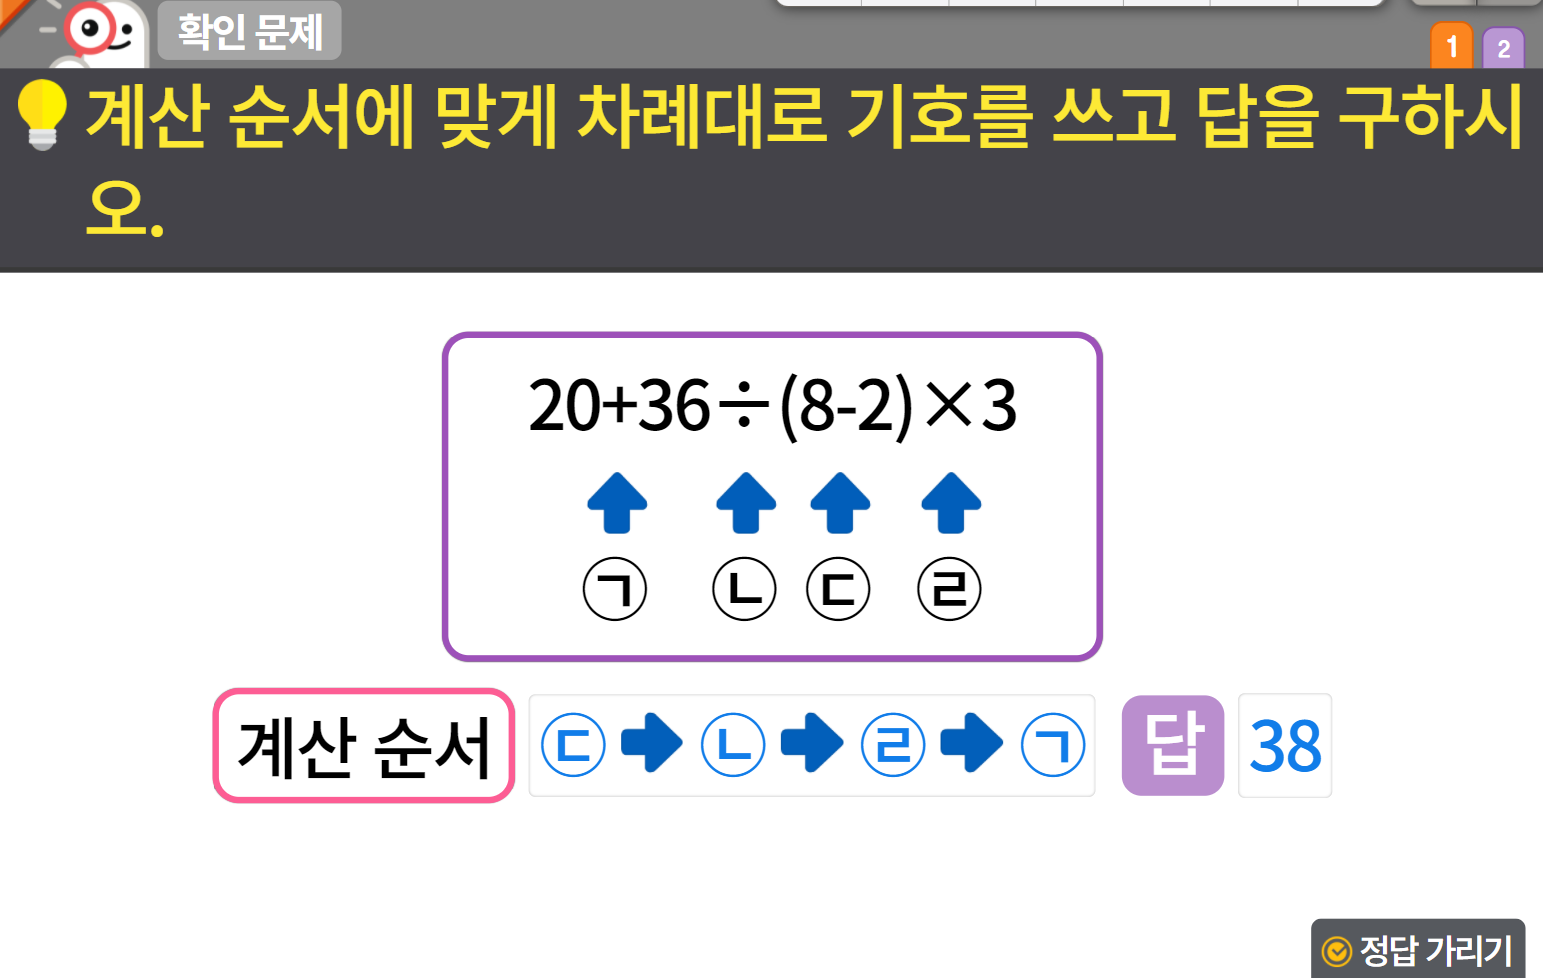 확인 문제
1 2
계산 순서에 맞게 차례대로 기호를 쓰고 답을 구하시
오.
20+36÷(8-2)×3
㉠ ㉡ ㉢ ㉣
계산 순서 ㉢ ㉡ ㉣ ㉠ 답 38
정답 가리기